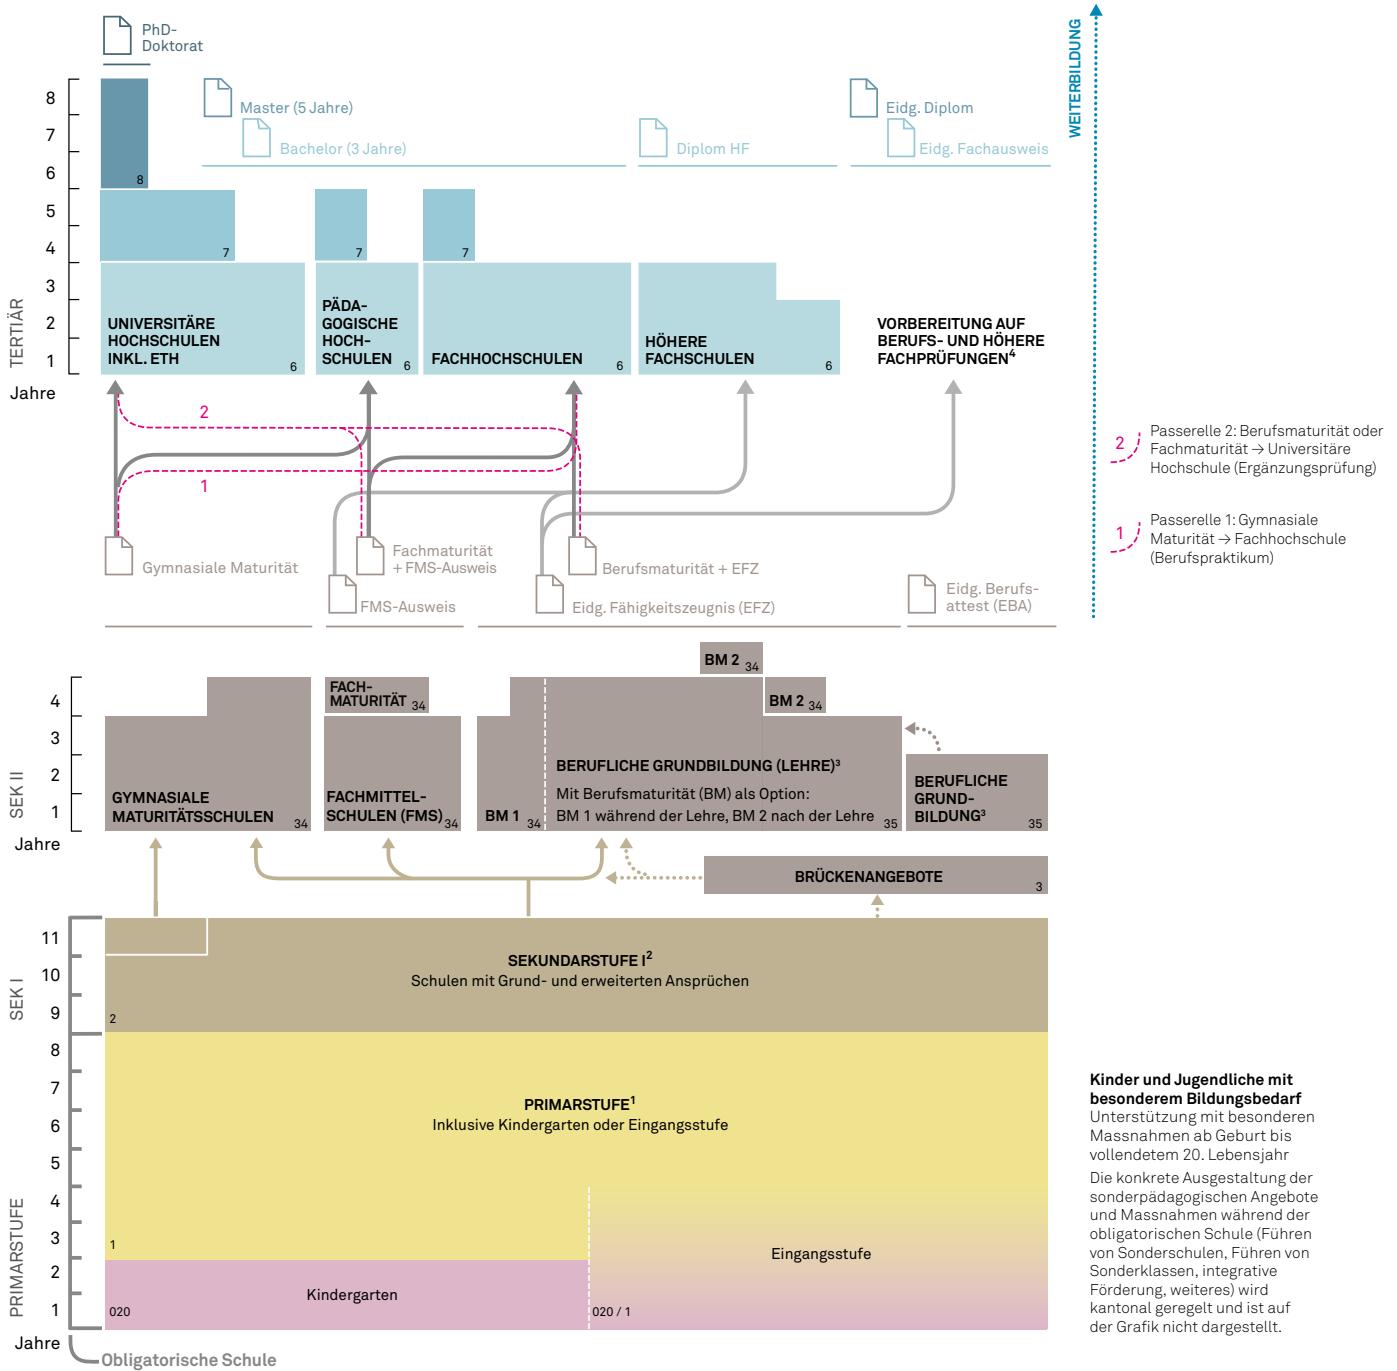 PhD-
Doktorat
WEITERBILDUNG
8
7
6
5
4
3
2
1
TERTIÄR
Jahre
Master (5 Jahre)
Bachelor (3 Jahre)
Diplom HF
Eidg. Diplom
Eidg. Fachausweis
8
7
7
7
UNIVERSITÄRE
HOCHSCHULEN
INKL. ETH
6
PÄDA-
GOGISCHE
HOCH-
SCHULEN
6
FACHHOCHSCHULEN
6
HÖHERE
FACHSCHULEN
6
VORBEREITUNG AUF
BERUFS- UND HÖHERE
FACHPRÜFUNGEN⁴
2
1
2
Passerelle 2: Berufsmaturität oder
Fachmaturität → Universitäre
Hochschule (Ergänzungsprüfung)
1
Passerelle 1: Gymnasiale
Maturität → Fachhochschule
(Berufspraktikum)
Gymnasiale Maturität
Fachmaturität
+ FMS-Ausweis
FMS-Ausweis
Berufsmaturität + EFZ
Eidg. Fähigkeitszeugnis (EFZ)
Eidg. Berufs-
attest (EBA)
4
3
2
1
SEK II
Jahre
GYMNASIALE
MATURITÄTSSCHULEN
34
FACH-
MATURITÄT 34
FACHMITTEL-
SCHULEN (FMS) 34
BM 1 34
BM 2 34
BM 2 34
BERUFLICHE GRUNDBILDUNG (LEHRE)³
Mit Berufsmaturität (BM) als Option:
BM 1 während der Lehre, BM 2 nach der Lehre 35
BERUFLICHE
GRUND-
BILDUNG³
35
BRÜCKENANGEBOTE
3
11
10
9
SEK I
SEKUNDARSTUFE I²
Schulen mit Grund- und erweiterten Ansprüchen
2
8
7
6
5
4
3
2
1
PRIMARSTUFE
Jahre
PRIMARSTUFE¹
Inklusive Kindergarten oder Eingangsstufe
1
Kindergarten
020
Eingangsstufe
020 / 1
Obligatorische Schule
Kinder und Jugendliche mit
besonderem Bildungsbedarf
Unterstützung mit besonderen
Massnahmen ab Geburt bis
vollendetem 20. Lebensjahr
Die konkrete Ausgestaltung der
sonderpädagogischen Angebote
und Massnahmen während der
obligatorischen Schule (Führen
von Sonderschulen, Führen von
Sonderklassen, integrative
Förderung, weiteres) wird
kantonal geregelt und ist auf
der Grafik nicht dargestellt.